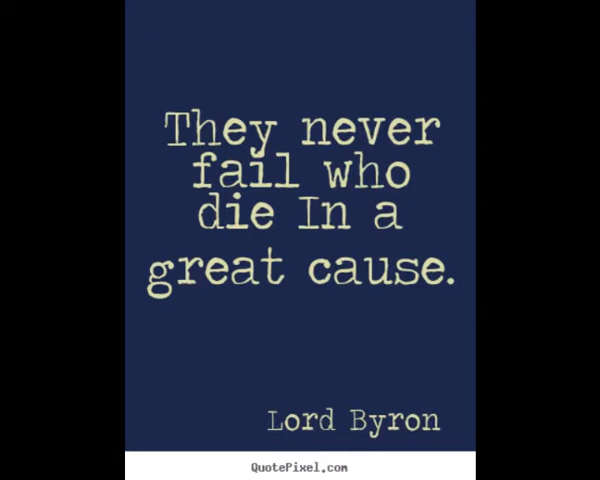 They never
fail who
die In a
great cause.
Lord Byron
QuotePixel.com